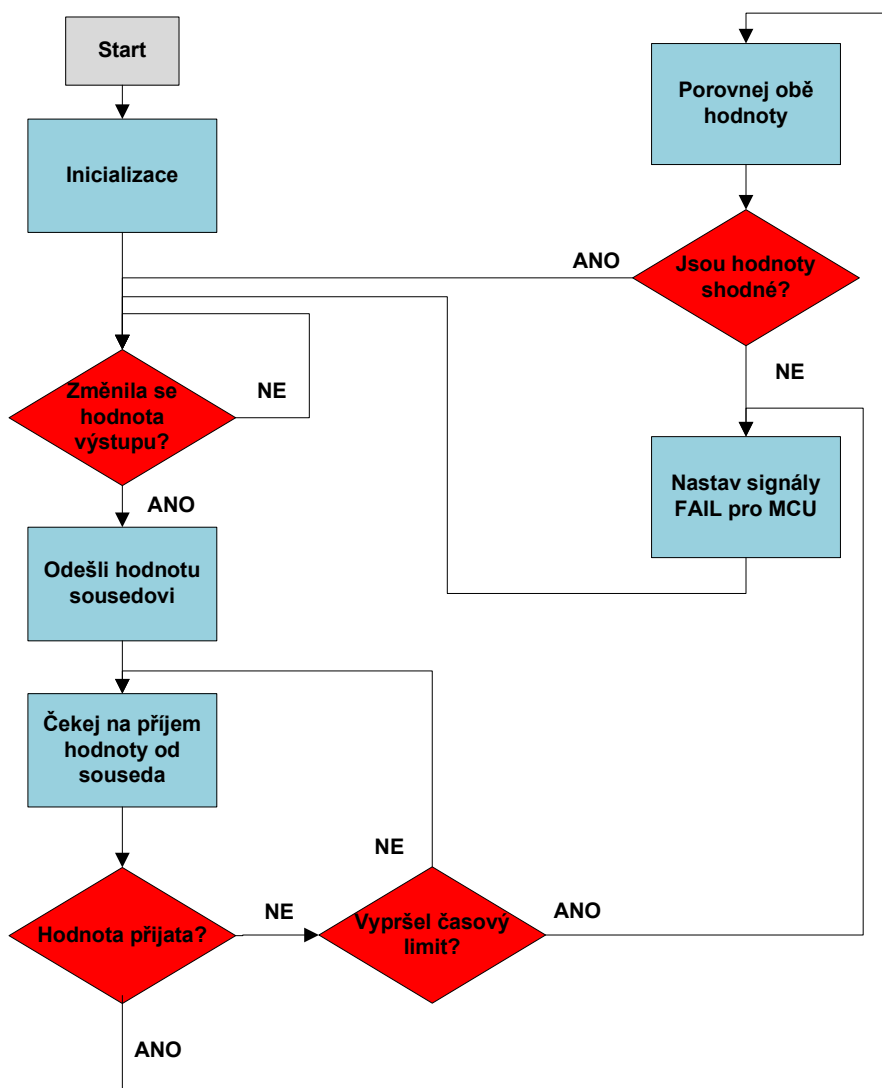 Start
Inicializace
Změnila se
hodnota
výstupu?
NE
ANO
Odešli hodnotu
sousedovi
Čekej na příjem
hodnoty od
souseda
Hodnota přijata?
NE
ANO
Vypršel časový
limit?
NE
ANO
Porovnej obě
hodnoty
Jsou hodnoty
shodné?
ANO
NE
Nastav signály
FAIL pro MCU